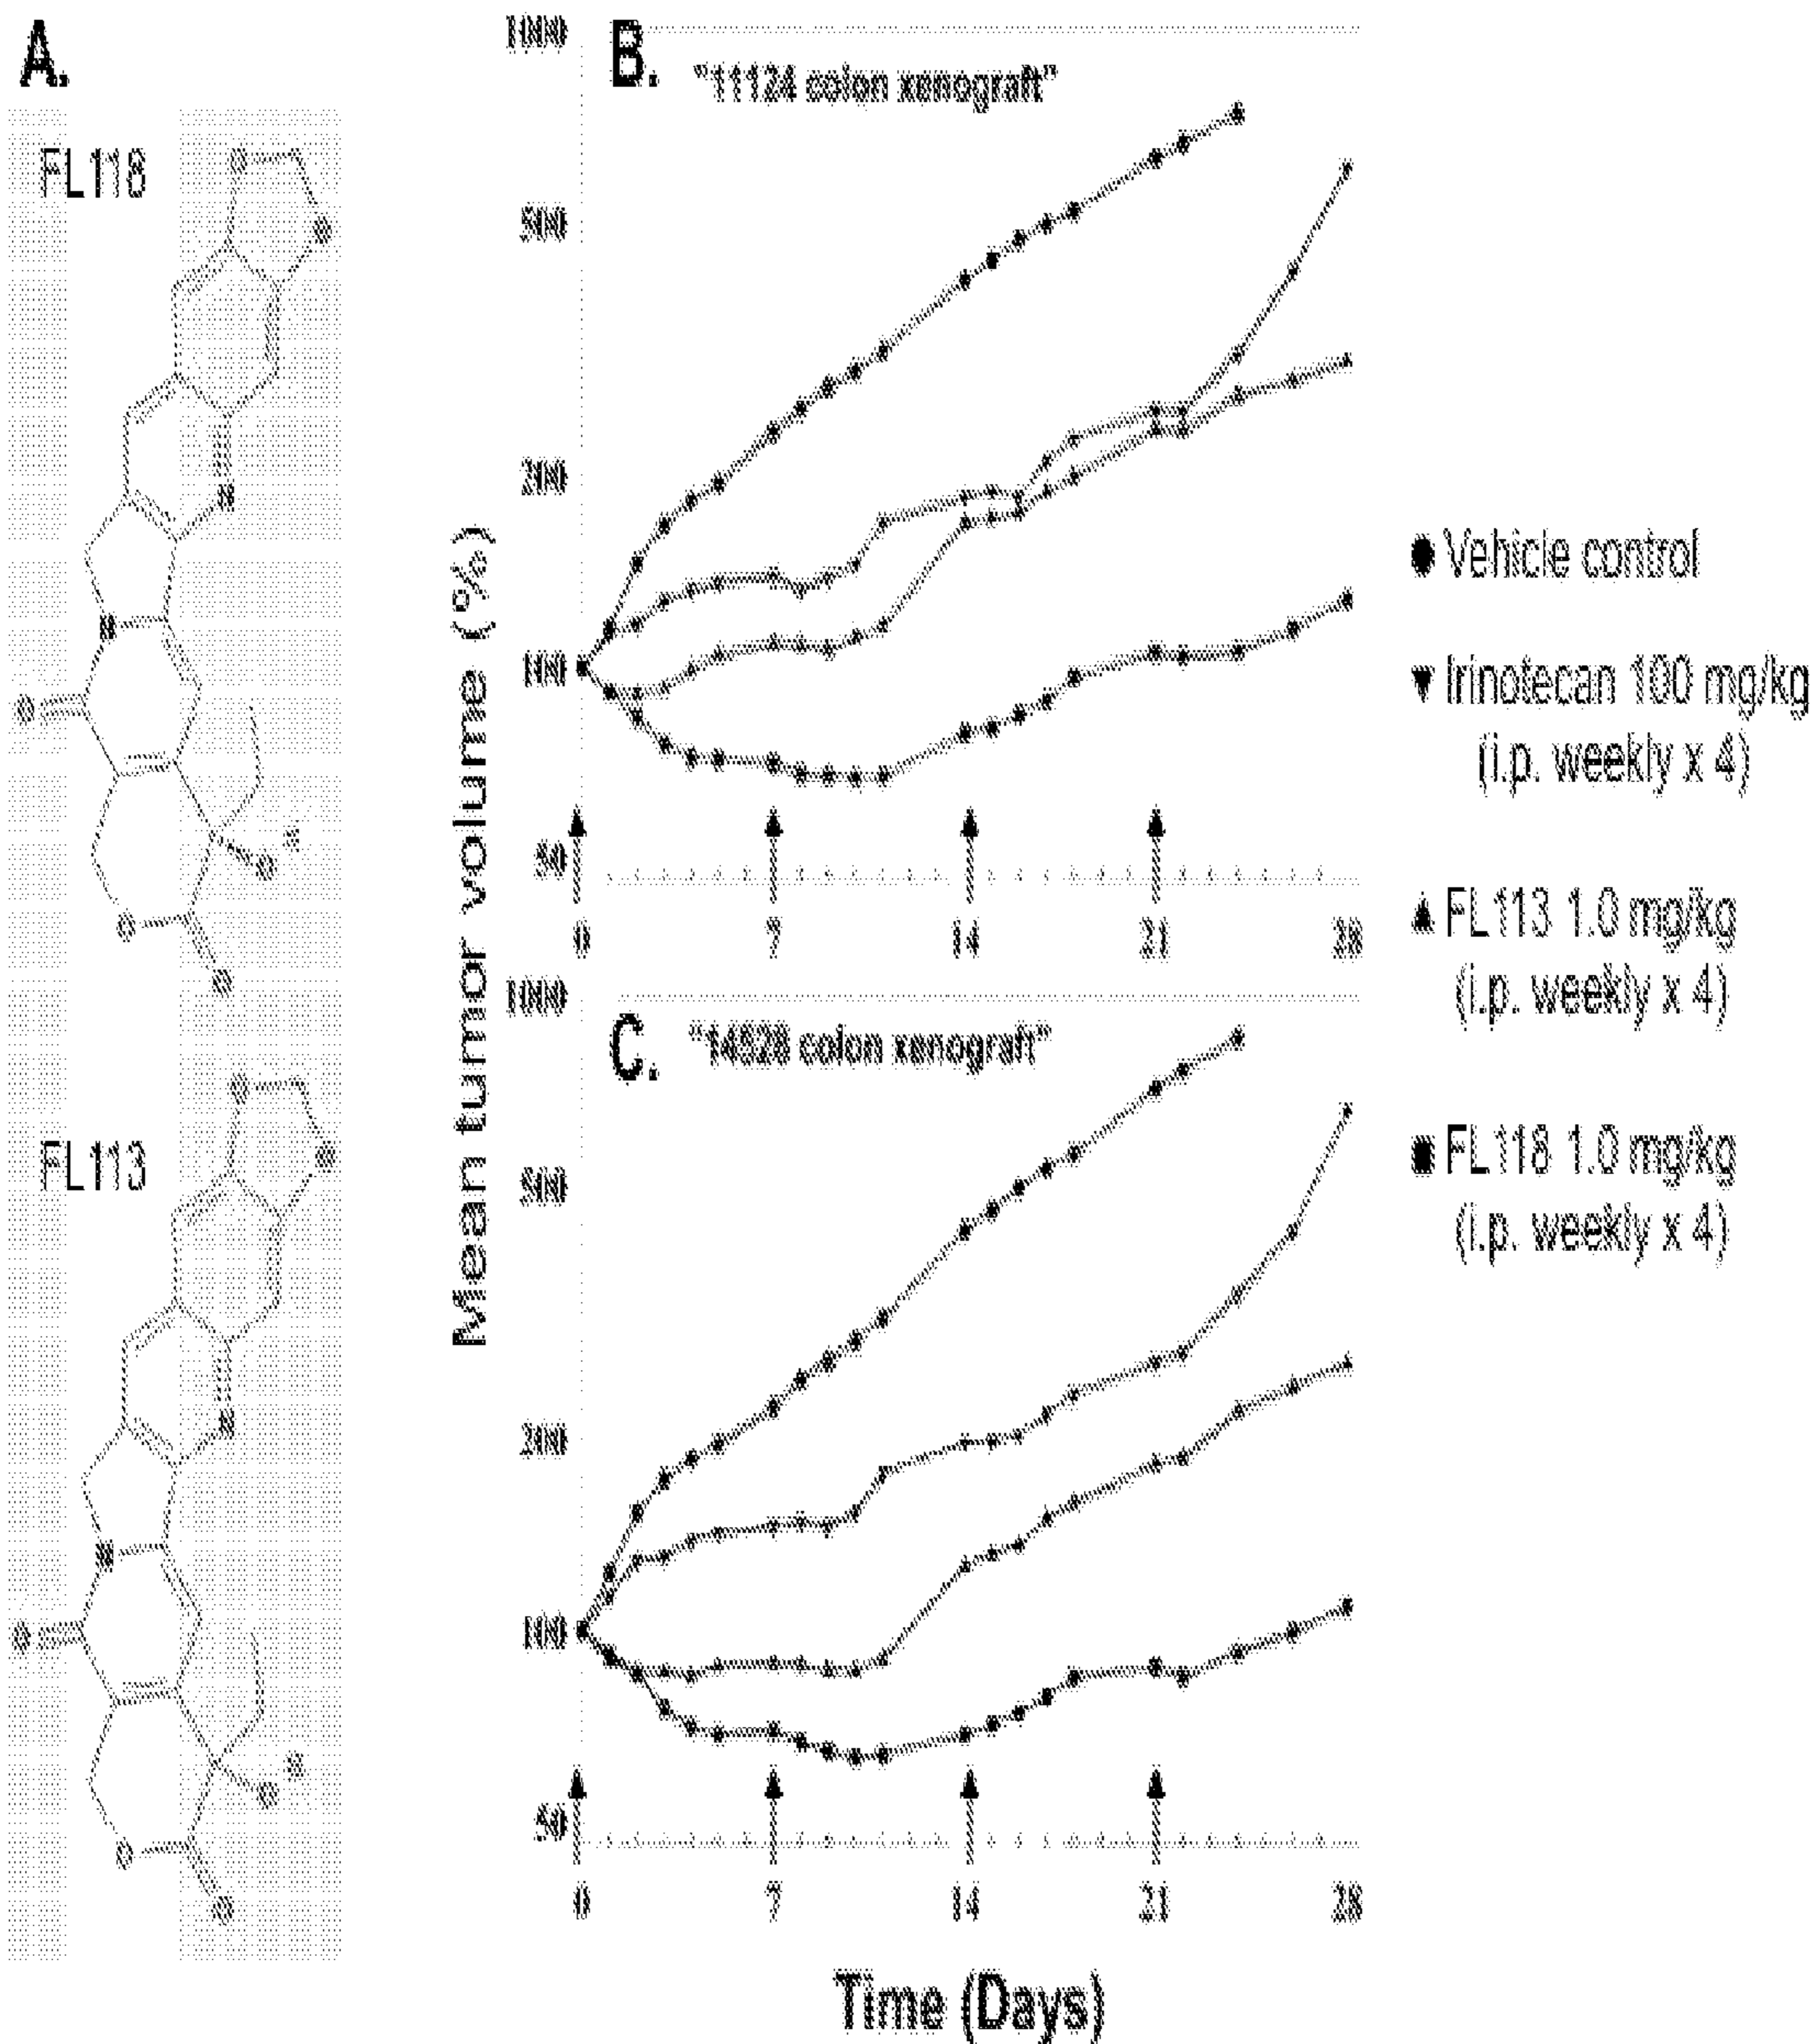 A.
FL118
O
O
N
N
O
O H
O
O
FL113
O
O
N
N
O
O H
O
O
Mean tumor volume (%)
B. "11124 colon xenograft"
1000
500
200
100
50
0 7 14 21 28
C. "14528 colon xenograft"
1000
500
200
100
50
0 7 14 21 28
Time (Days)
Vehicle control
Irinotecan 100 mg/kg
(i.p. weekly x 4)
FL113 1.0 mg/kg
(i.p. weekly x 4)
FL118 1.0 mg/kg
(i.p. weekly x 4)